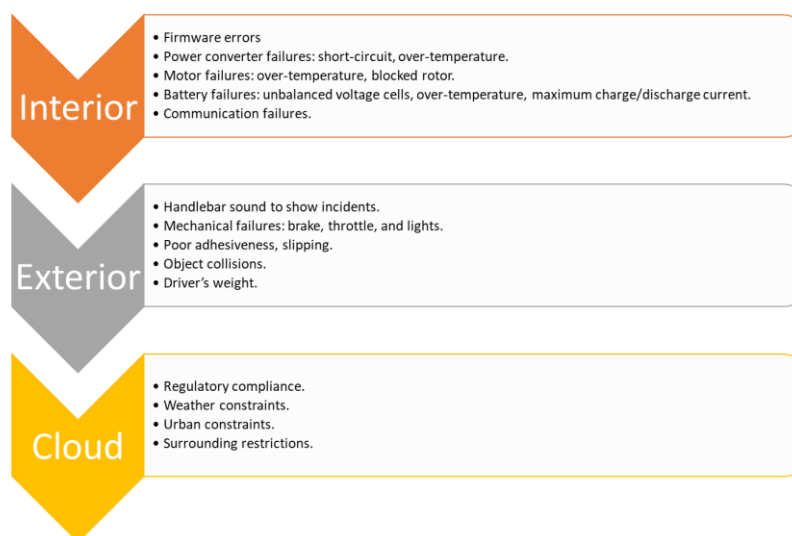 Interior
• Firmware errors
• Power converter failures: short-circuit, over-temperature.
• Motor failures: over-temperature, blocked rotor.
• Battery failures: unbalanced voltage cells, over-temperature, maximum charge/discharge current.
• Communication failures.
Exterior
• Handlebar sound to show incidents.
• Mechanical failures: brake, throttle, and lights.
• Poor adhesiveness, slipping.
• Object collisions.
• Driver's weight.
Cloud
• Regulatory compliance.
• Weather constraints.
• Urban constraints.
• Surrounding restrictions.